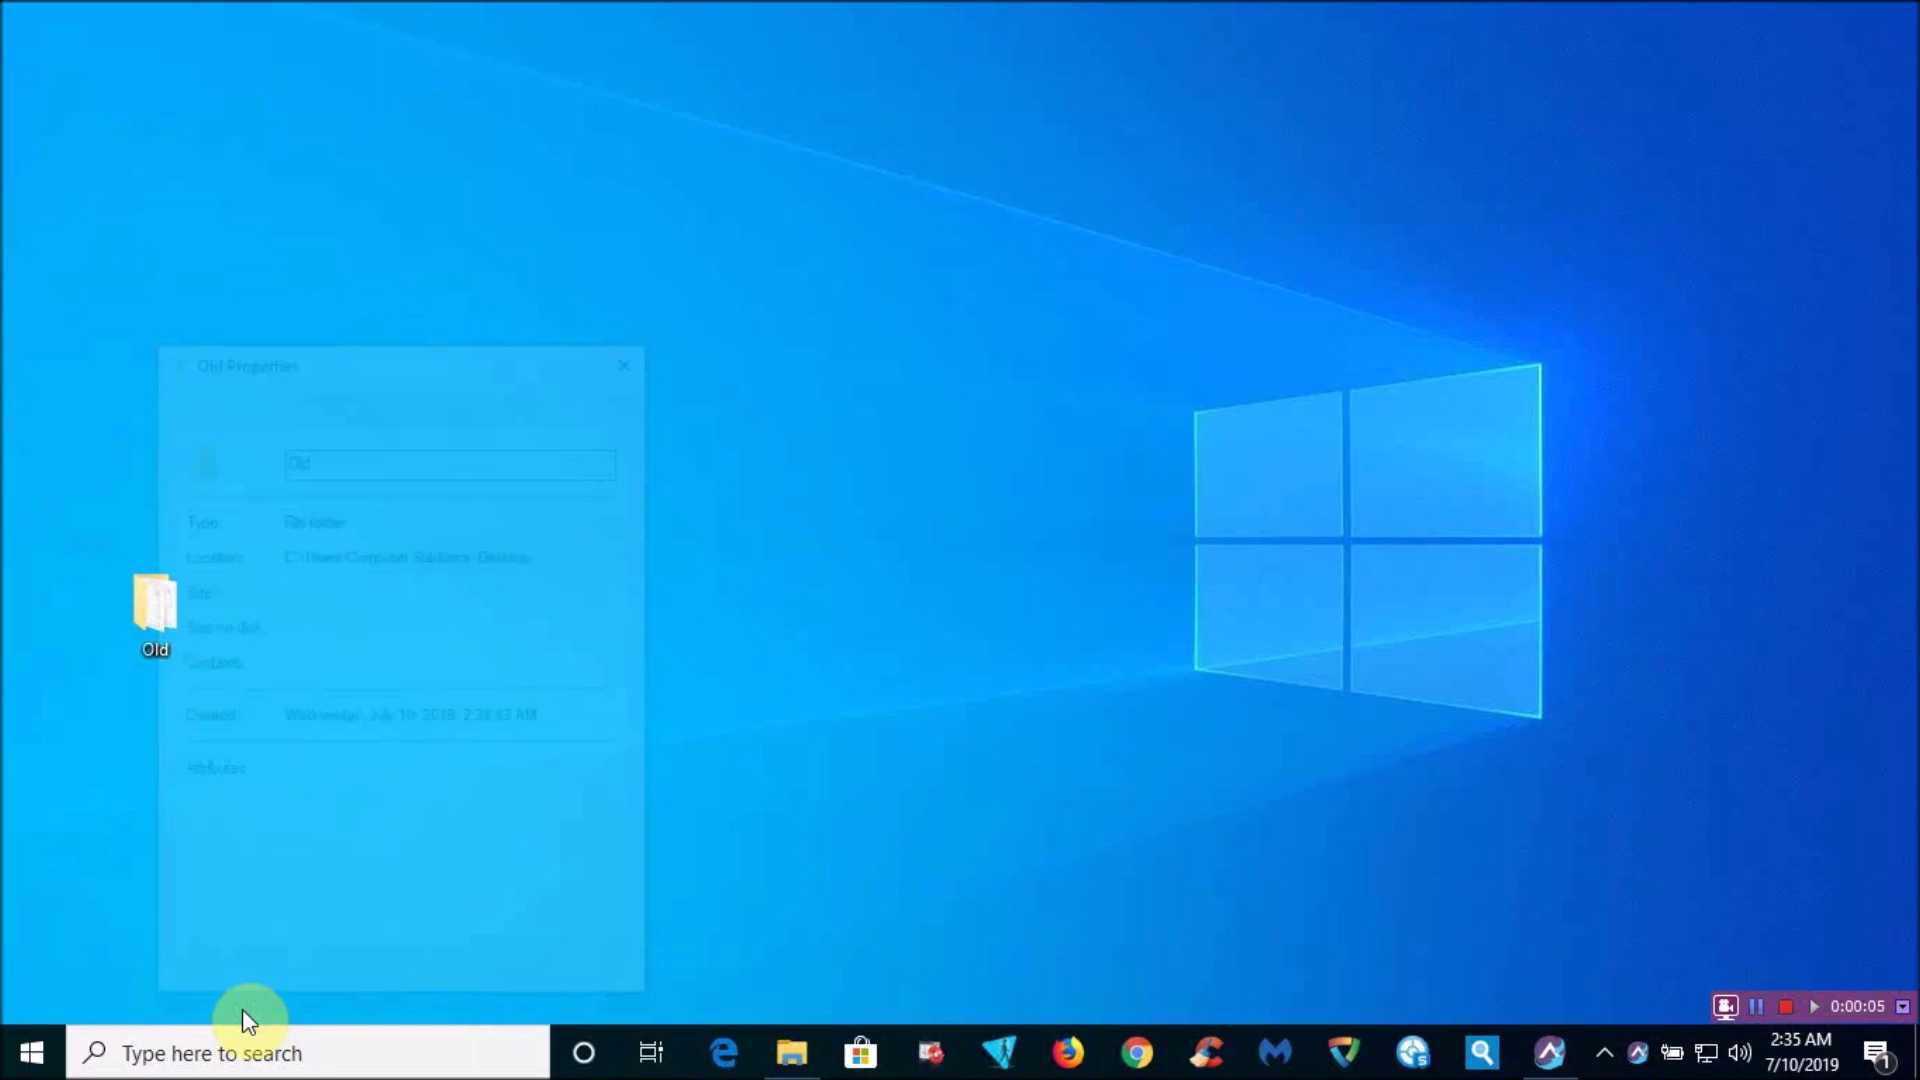 Old Properties
Old
Type:
File folder
Location:
C:\Users\Computer Solutions\Desktop
Size:
Size on disk:
Old
Contents:
Created:
Wednesday, July 10, 2019, 2:34:43 AM
Attributes:
0:00:05
Type here to search
2:35 AM
7/10/2019
1